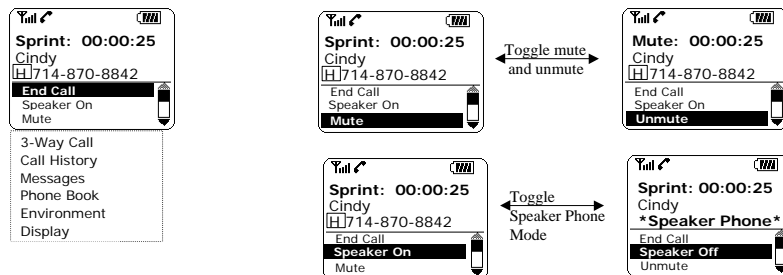 Sprint: 00:00:25
Cindy
H 714-870-8842
End Call
Speaker On
Mute
3-Way Call
Call History
Messages
Phone Book
Environment
Display
Sprint: 00:00:25
Cindy
H 714-870-8842
End Call
Speaker On
Mute
Toggle mute
and unmute
Mute: 00:00:25
Cindy
H 714-870-8842
End Call
Speaker On
Unmute
Sprint: 00:00:25
Cindy
H 714-870-8842
End Call
Speaker On
Mute
Toggle
Speaker Phone
Mode
Sprint: 00:00:25
Cindy
*Speaker Phone*
End Call
Speaker Off
Unmute